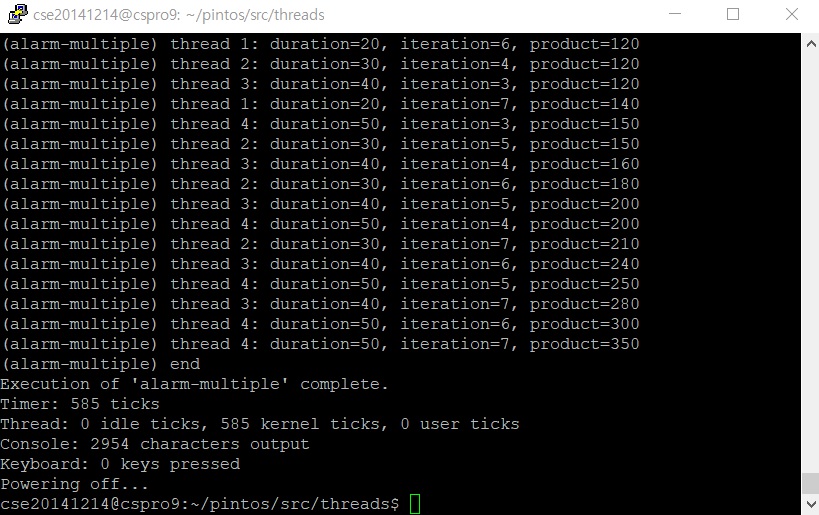 cse20141214@cspro9: ~/pintos/src/threads
(alarm-multiple) thread 1: duration=20, iteration=6, product=120
(alarm-multiple) thread 2: duration=30, iteration=4, product=120
(alarm-multiple) thread 3: duration=40, iteration=3, product=120
(alarm-multiple) thread 1: duration=20, iteration=7, product=140
(alarm-multiple) thread 4: duration=50, iteration=3, product=150
(alarm-multiple) thread 2: duration=30, iteration=5, product=150
(alarm-multiple) thread 3: duration=40, iteration=4, product=160
(alarm-multiple) thread 2: duration=30, iteration=6, product=180
(alarm-multiple) thread 3: duration=40, iteration=5, product=200
(alarm-multiple) thread 4: duration=50, iteration=4, product=200
(alarm-multiple) thread 2: duration=30, iteration=7, product=210
(alarm-multiple) thread 3: duration=40, iteration=6, product=240
(alarm-multiple) thread 4: duration=50, iteration=5, product=250
(alarm-multiple) thread 3: duration=40, iteration=7, product=280
(alarm-multiple) thread 4: duration=50, iteration=6, product=300
(alarm-multiple) thread 4: duration=50, iteration=7, product=350
(alarm-multiple) end
Execution of 'alarm-multiple' complete.
Timer: 585 ticks
Thread: 0 idle ticks, 585 kernel ticks, 0 user ticks
Console: 2954 characters output
Keyboard: 0 keys pressed
Powering off...
cse20141214@cspro9:~/pintos/src/threads$